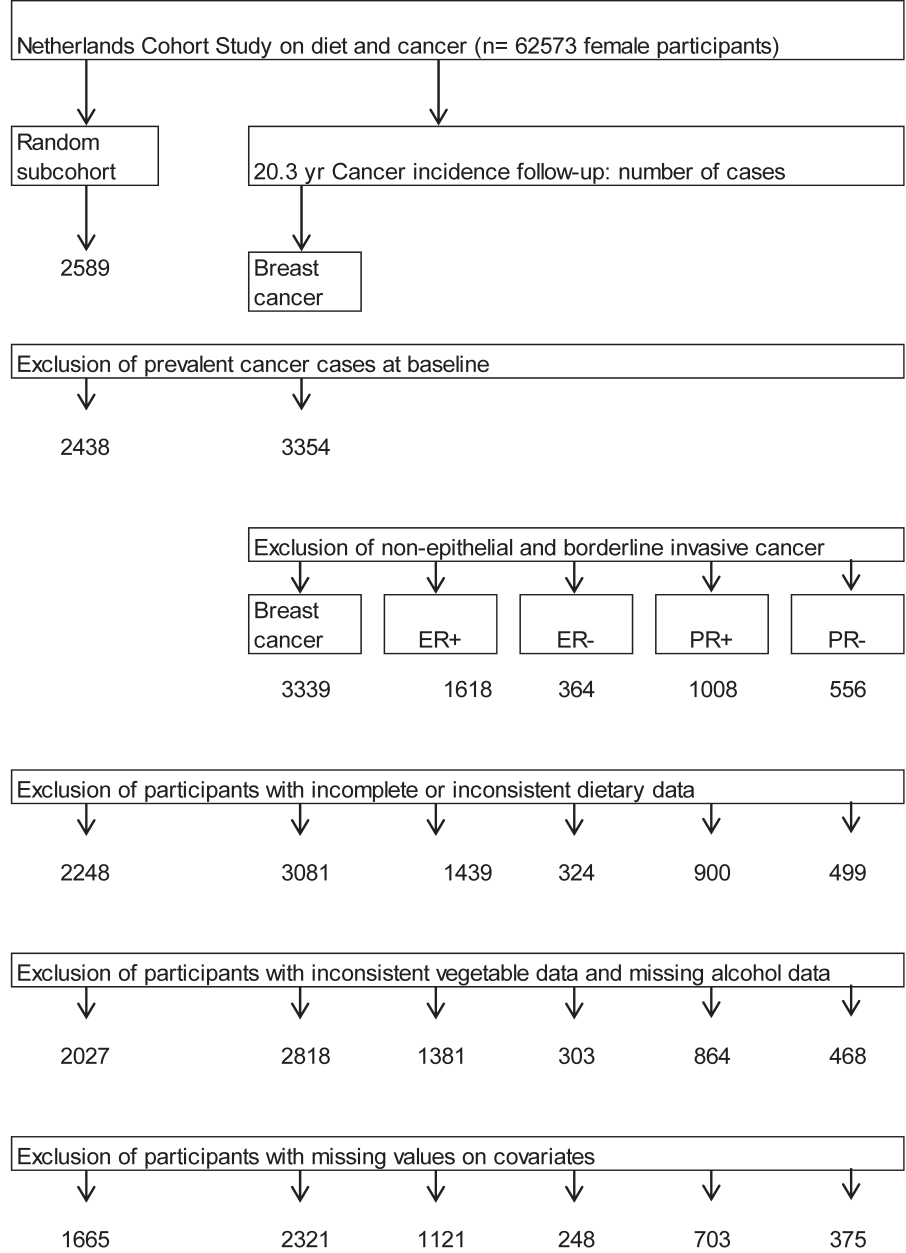 Netherlands Cohort Study on diet and cancer (n= 62573 female participants)
Random
subcohort
20.3 yr Cancer incidence follow-up: number of cases
2589
Breast
cancer
Exclusion of prevalent cancer cases at baseline
2438 3354
Exclusion of non-epithelial and borderline invasive cancer
Breast
cancer
ER+ ER- PR+ PR-
3339 1618 364 1008 556
Exclusion of participants with incomplete or inconsistent dietary data
2248 3081 1439 324 900 499
Exclusion of participants with inconsistent vegetable data and missing alcohol data
2027 2818 1381 303 864 468
Exclusion of participants with missing values on covariates
1665 2321 1121 248 703 375